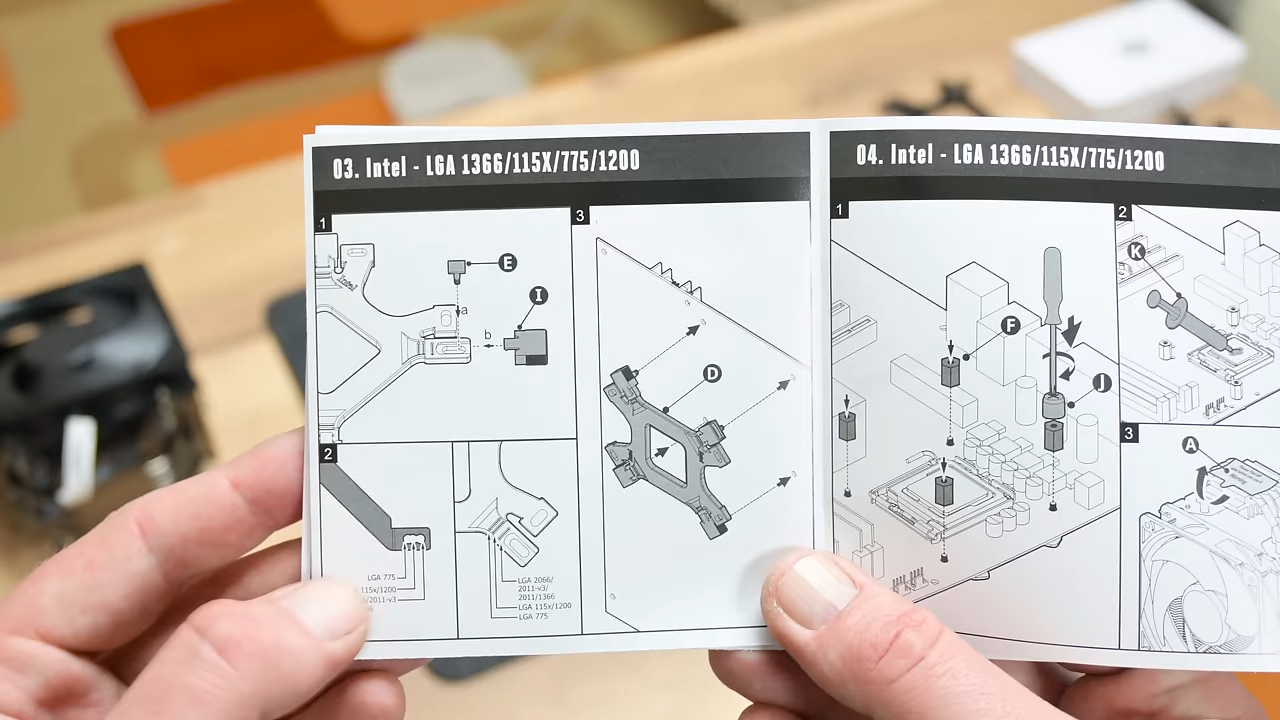 03. Intel - LGA 1366/115X/775/1200
1
Intel
E
a
I
b
2
LGA 775
115x/1200
/2011-v3
LGA 2066/
2011-v3/
2011/1366
LGA 115x/1200
LGA 775
3
D
04. Intel - LGA 1366/115X/775/1200
1
F
J
2
K
3
A